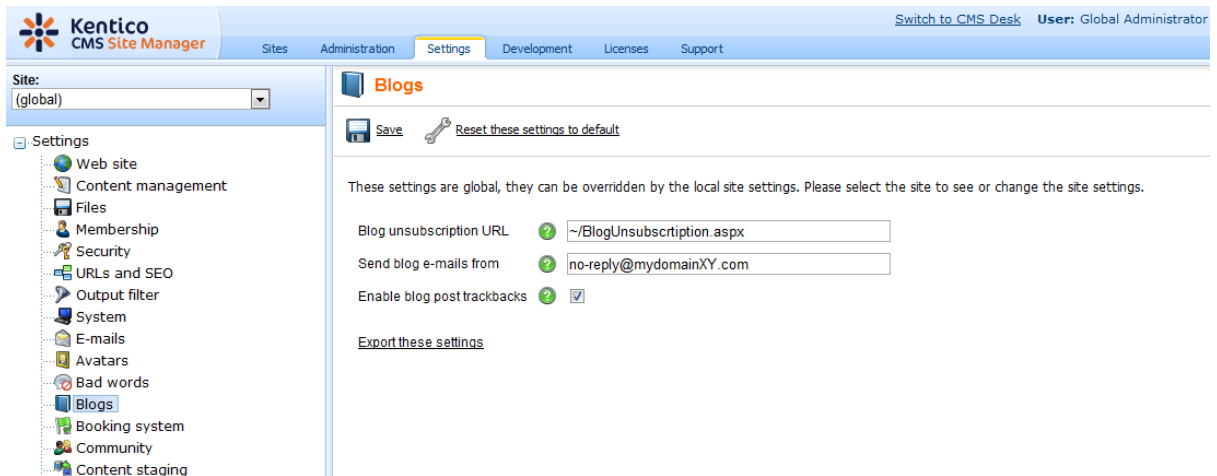 Kentico
CMS Site Manager
Switch to CMS Desk User: Global Administrator
Sites Administration Settings Development Licenses Support
Site:
(global)
Settings
Web site
Content management
Files
Membership
Security
URLs and SEO
Output filter
System
E-mails
Avatars
Bad words
Blogs
Booking system
Community
Content staging
Blogs
Save Reset these settings to default
These settings are global, they can be overridden by the local site settings. Please select the site to see or change the site settings.
Blog unsubscription URL ~/BlogUnsubscrtiption.aspx
Send blog e-mails from no-reply@mydomainXY.com
Enable blog post trackbacks
Export these settings